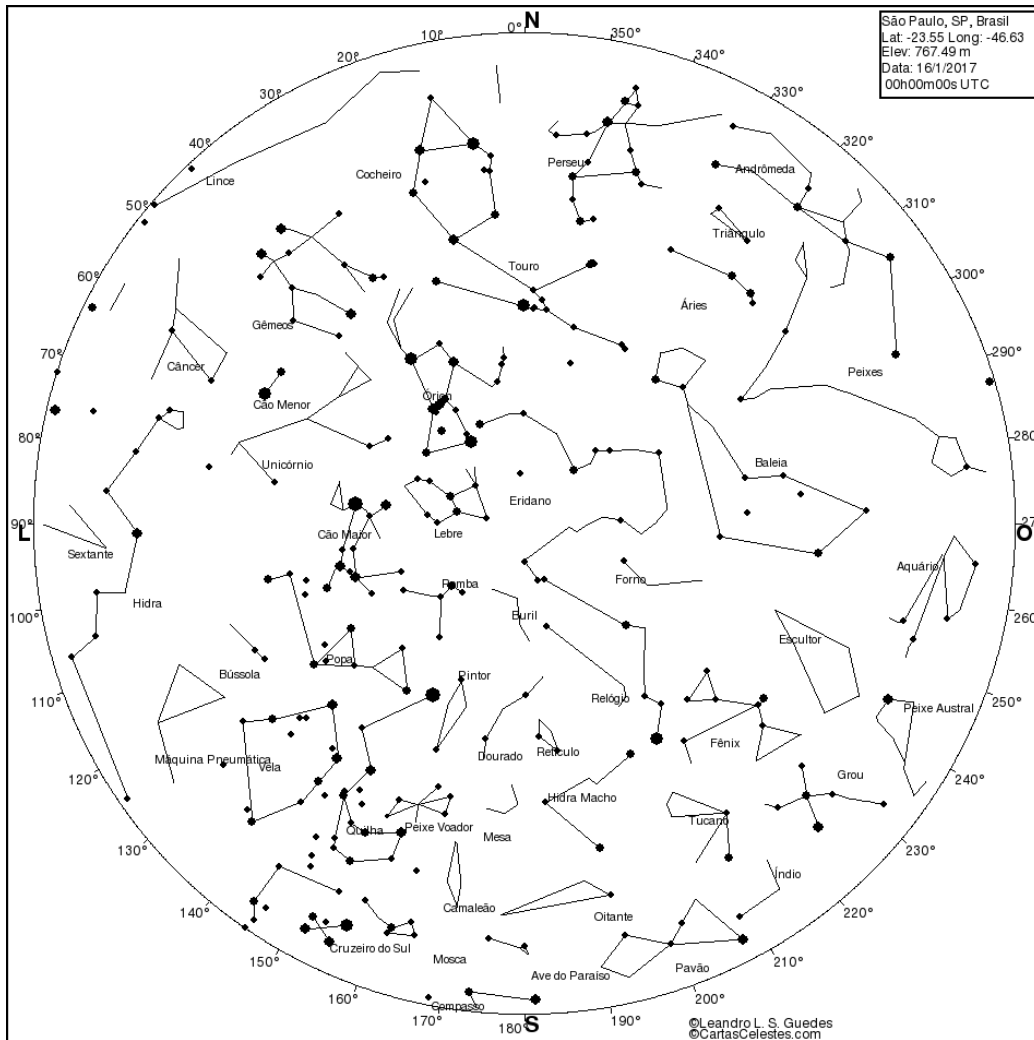 São Paulo, SP, Brasil
Lat: -23.55 Long: -46.63
Elev: 767.49 m
Data: 16/1/2017
00h00m00s UTC
N
0°
10°
350°
20°
340°
30°
330°
40°
320°
50°
310°
60°
300°
70°
290°
80°
280°
90°
L
270
O
100°
260°
110°
250°
120°
240°
130°
230°
140°
220°
150°
210°
160°
200°
170°
190°
180°
S
Lince
Cocheiro
Perseu
Andrômeda
Triângulo
Touro
Áries
Gêmeos
Câncer
Peixes
Cão Menor
Órion
Unicórnio
Baleia
Eridano
Cão Maior
Lebre
Sextante
Aquário
Hidra
Pomba
Forno
Buril
Escultor
Bússola
Popa
Pintor
Relógio
Peixe Austral
Máquina Pneumática
Vela
Dourado
Retículo
Fênix
Grou
Hidra Macho
Quilha
Peixe Voador
Mesa
Tucano
Índio
Camaleão
Oitante
Cruzeiro do Sul
Mosca
Ave do Paraíso
Pavão
Compasso
©Leandro L. S. Guedes
©CartasCelestes.com